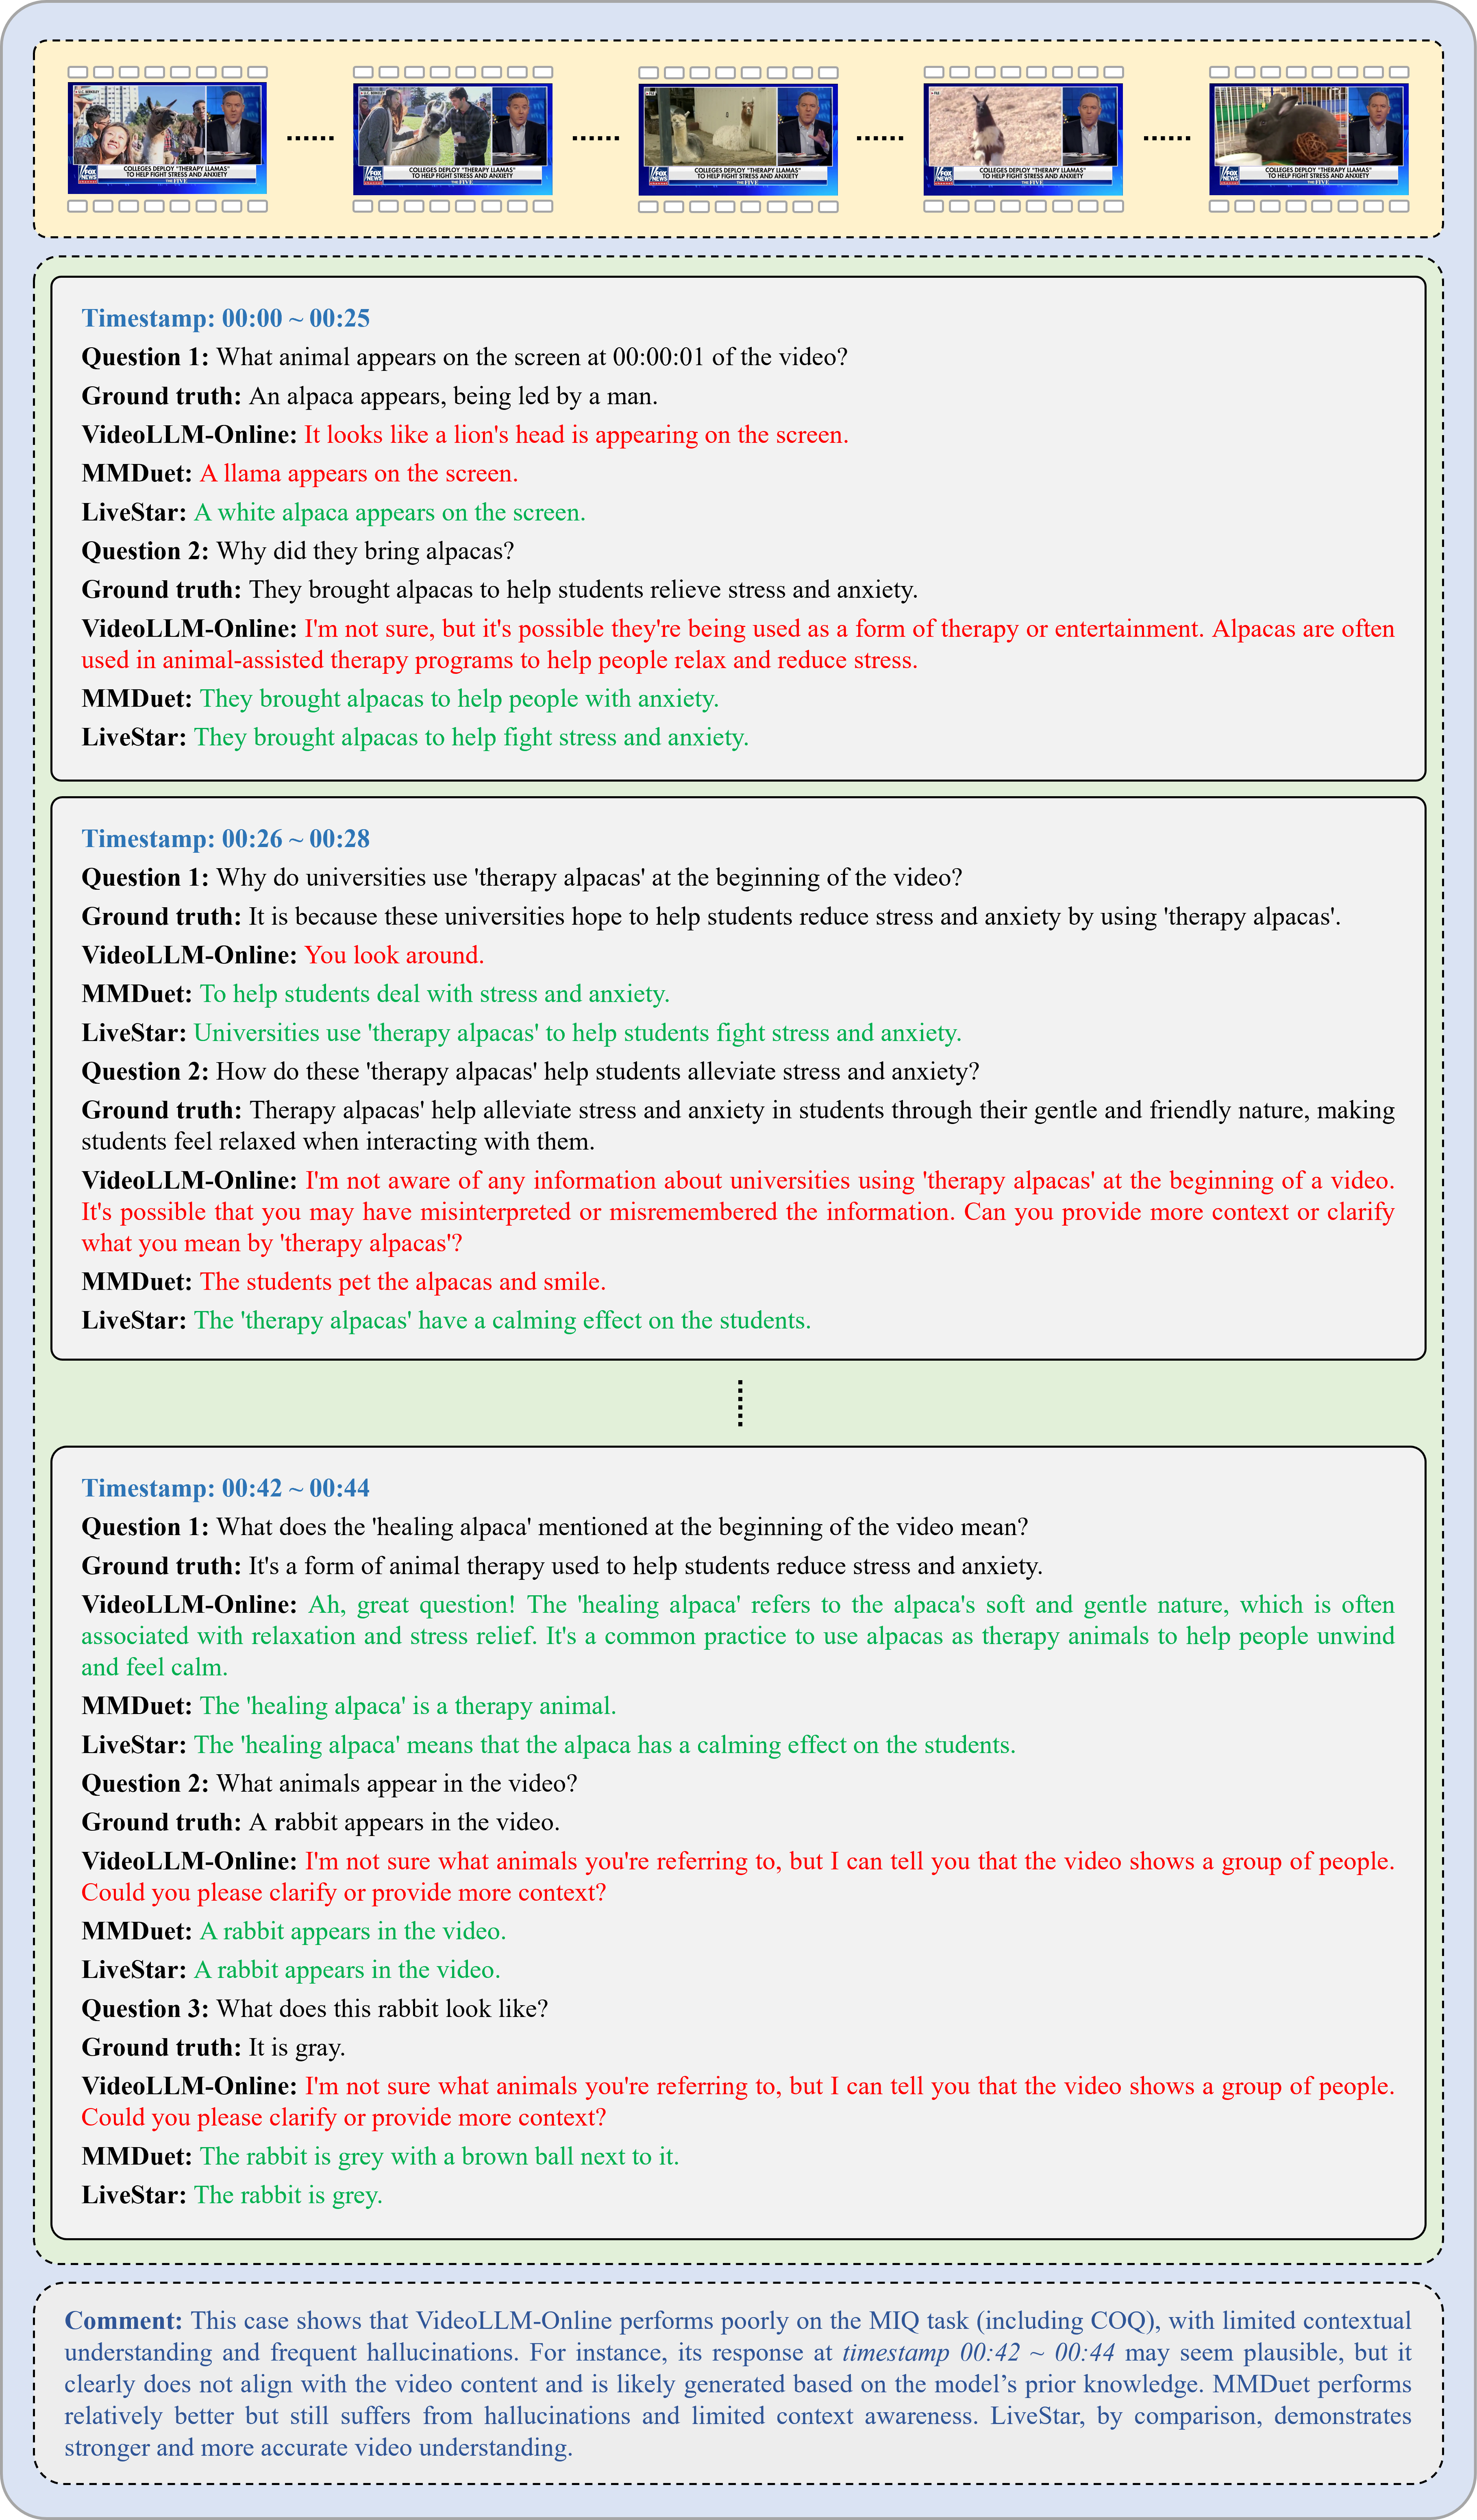 U.C. BERKELEY
COLLEGES DEPLOY "THERAPY LLAMAS"
TO HELP FIGHT STRESS AND ANXIETY
FOX
NEWS
THE FIVE
COLLEGES DEPLOY "THERAPY LLAMAS"
TO HELP FIGHT STRESS AND ANXIETY
FOX
NEWS
THE FIVE
COLLEGES DEPLOY "THERAPY LLAMAS"
TO HELP FIGHT STRESS AND ANXIETY
FOX
NEWS
THE FIVE
COLLEGES DEPLOY "THERAPY LLAMAS"
TO HELP FIGHT STRESS AND ANXIETY
FOX
NEWS
THE FIVE
COLLEGES DEPLOY "THERAPY LLAMAS"
TO HELP FIGHT STRESS AND ANXIETY
FOX
NEWS
THE FIVE
Timestamp: 00:00 ~ 00:25
Question 1: What animal appears on the screen at 00:00:01 of the video?
Ground truth: An alpaca appears, being led by a man.
VideoLLM-Online: It looks like a lion's head is appearing on the screen.
MMDuet: A llama appears on the screen.
LiveStar: A white alpaca appears on the screen.
Question 2: Why did they bring alpacas?
Ground truth: They brought alpacas to help students relieve stress and anxiety.
VideoLLM-Online: I'm not sure, but it's possible they're being used as a form of therapy or entertainment. Alpacas are often
used in animal-assisted therapy programs to help people relax and reduce stress.
MMDuet: They brought alpacas to help people with anxiety.
LiveStar: They brought alpacas to help fight stress and anxiety.
Timestamp: 00:26 ~ 00:28
Question 1: Why do universities use 'therapy alpacas' at the beginning of the video?
Ground truth: It is because these universities hope to help students reduce stress and anxiety by using 'therapy alpacas'.
VideoLLM-Online: You look around.
MMDuet: To help students deal with stress and anxiety.
LiveStar: Universities use 'therapy alpacas' to help students fight stress and anxiety.
Question 2: How do these 'therapy alpacas' help students alleviate stress and anxiety?
Ground truth: Therapy alpacas' help alleviate stress and anxiety in students through their gentle and friendly nature, making
students feel relaxed when interacting with them.
VideoLLM-Online: I'm not aware of any information about universities using 'therapy alpacas' at the beginning of a video.
It's possible that you may have misinterpreted or misremembered the information. Can you provide more context or clarify
what you mean by 'therapy alpacas'?
MMDuet: The students pet the alpacas and smile.
LiveStar: The 'therapy alpacas' have a calming effect on the students.
Timestamp: 00:42 ~ 00:44
Question 1: What does the 'healing alpaca' mentioned at the beginning of the video mean?
Ground truth: It's a form of animal therapy used to help students reduce stress and anxiety.
VideoLLM-Online: Ah, great question! The 'healing alpaca' refers to the alpaca's soft and gentle nature, which is often
associated with relaxation and stress relief. It's a common practice to use alpacas as therapy animals to help people unwind
and feel calm.
MMDuet: The 'healing alpaca' is a therapy animal.
LiveStar: The 'healing alpaca' means that the alpaca has a calming effect on the students.
Question 2: What animals appear in the video?
Ground truth: A rabbit appears in the video.
VideoLLM-Online: I'm not sure what animals you're referring to, but I can tell you that the video shows a group of people.
Could you please clarify or provide more context?
MMDuet: A rabbit appears in the video.
LiveStar: A rabbit appears in the video.
Question 3: What does this rabbit look like?
Ground truth: It is gray.
VideoLLM-Online: I'm not sure what animals you're referring to, but I can tell you that the video shows a group of people.
Could you please clarify or provide more context?
MMDuet: The rabbit is grey with a brown ball next to it.
LiveStar: The rabbit is grey.
Comment: This case shows that VideoLLM-Online performs poorly on the MIQ task (including COQ), with limited contextual
understanding and frequent hallucinations. For instance, its response at timestamp 00:42 ~ 00:44 may seem plausible, but it
clearly does not align with the video content and is likely generated based on the model’s prior knowledge. MMDuet performs
relatively better but still suffers from hallucinations and limited context awareness. LiveStar, by comparison, demonstrates
stronger and more accurate video understanding.